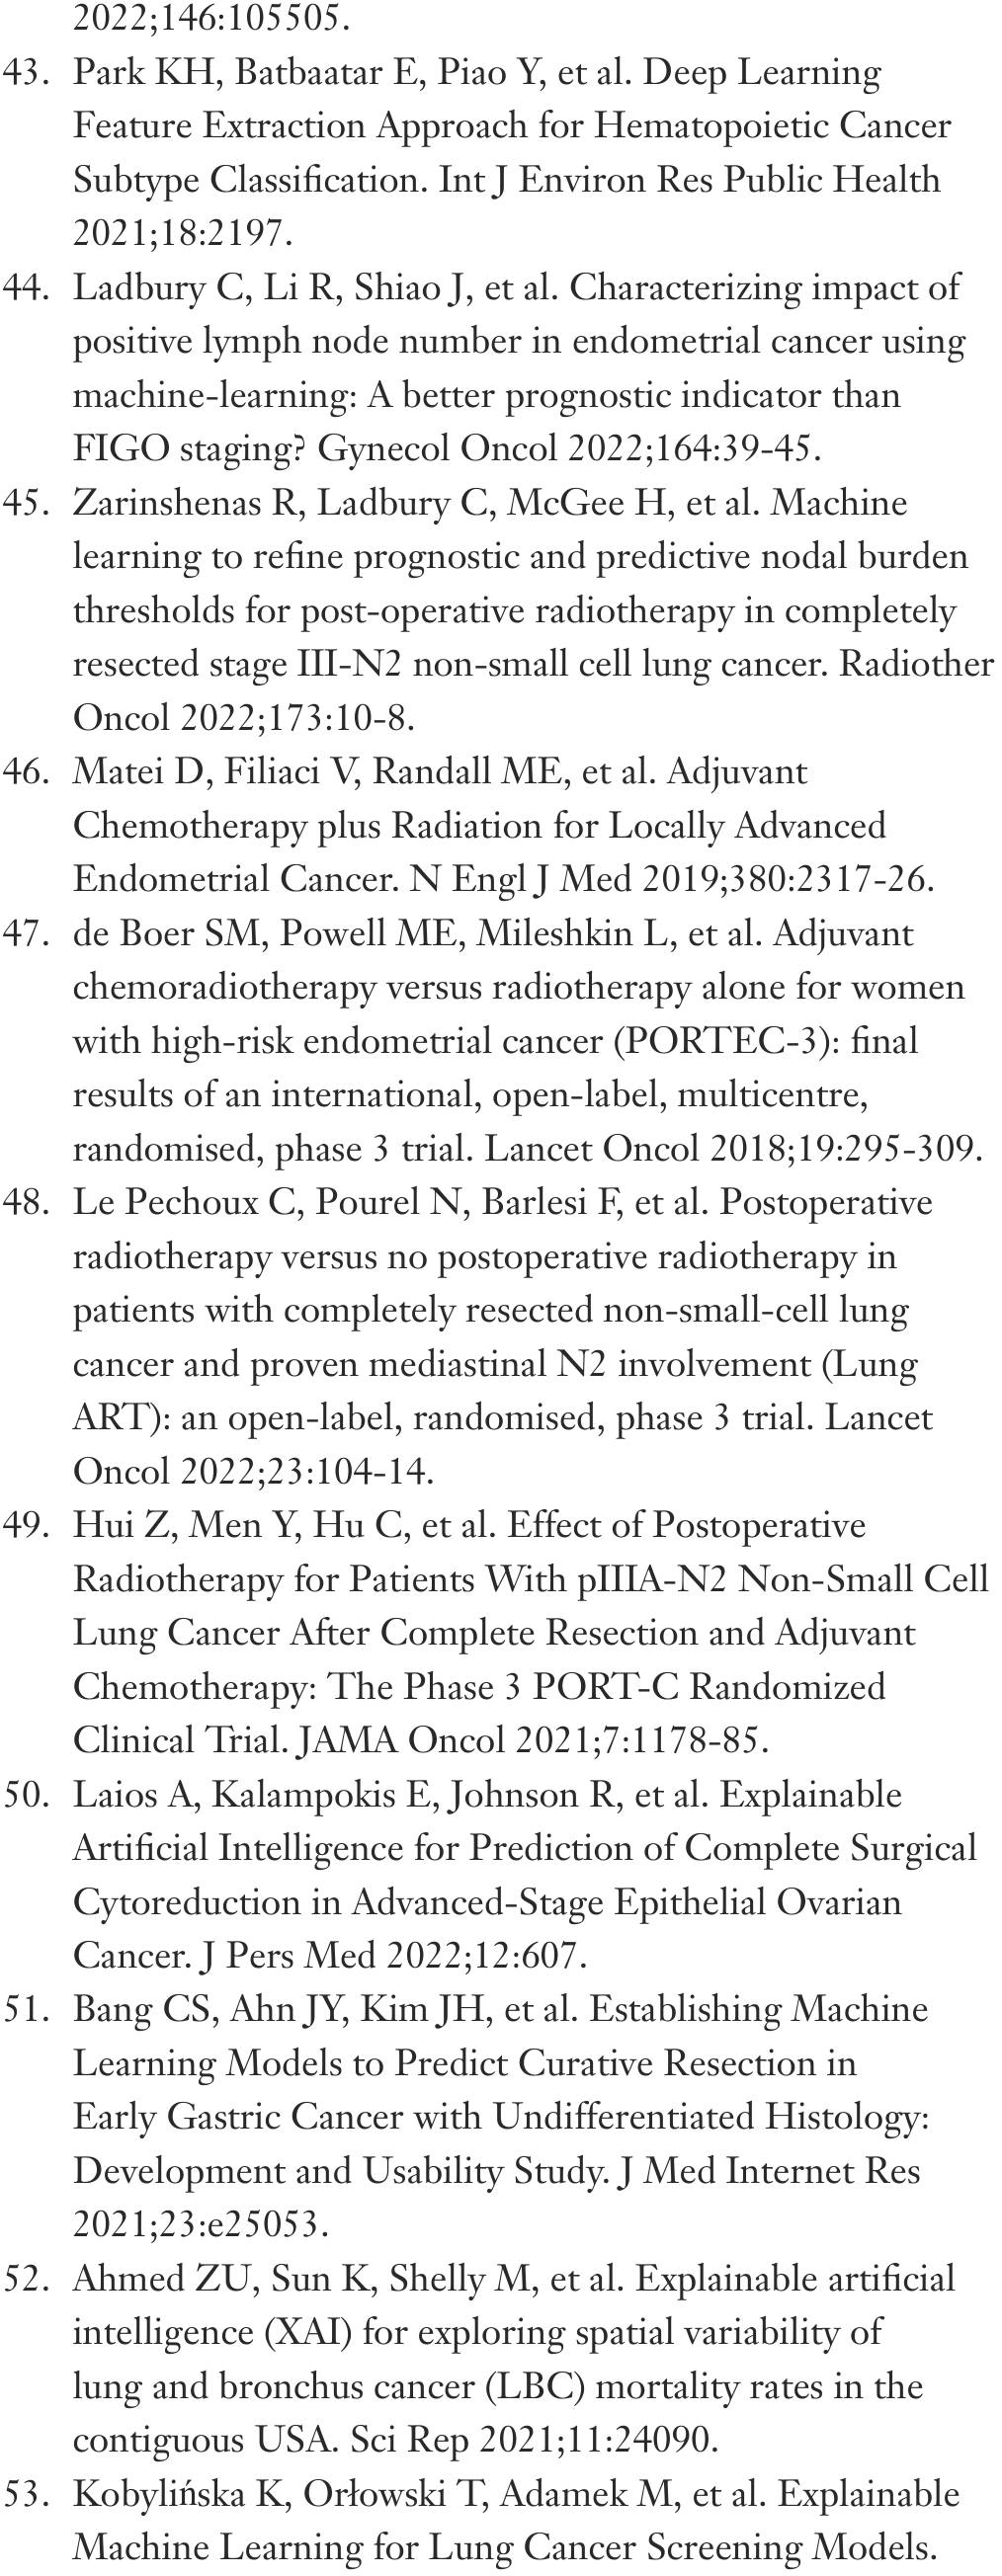 2022;146:105505.
43. Park KH, Batbaatar E, Piao Y, et al. Deep Learning
Feature Extraction Approach for Hematopoietic Cancer
Subtype Classification. Int J Environ Res Public Health
2021;18:2197.
44. Ladbury C, Li R, Shiao J, et al. Characterizing impact of
positive lymph node number in endometrial cancer using
machine-learning: A better prognostic indicator than
FIGO staging? Gynecol Oncol 2022;164:39-45.
45. Zarinshenas R, Ladbury C, McGee H, et al. Machine
learning to refine prognostic and predictive nodal burden
thresholds for post-operative radiotherapy in completely
resected stage III-N2 non-small cell lung cancer. Radiother
Oncol 2022;173:10-8.
46. Matei D, Filiaci V, Randall ME, et al. Adjuvant
Chemotherapy plus Radiation for Locally Advanced
Endometrial Cancer. N Engl J Med 2019;380:2317-26.
47. de Boer SM, Powell ME, Mileshkin L, et al. Adjuvant
chemoradiotherapy versus radiotherapy alone for women
with high-risk endometrial cancer (PORTEC-3): final
results of an international, open-label, multicentre,
randomised, phase 3 trial. Lancet Oncol 2018;19:295-309.
48. Le Pechoux C, Pourel N, Barlesi F, et al. Postoperative
radiotherapy versus no postoperative radiotherapy in
patients with completely resected non-small-cell lung
cancer and proven mediastinal N2 involvement (Lung
ART): an open-label, randomised, phase 3 trial. Lancet
Oncol 2022;23:104-14.
49. Hui Z, Men Y, Hu C, et al. Effect of Postoperative
Radiotherapy for Patients With pIIIA-N2 Non-Small Cell
Lung Cancer After Complete Resection and Adjuvant
Chemotherapy: The Phase 3 PORT-C Randomized
Clinical Trial. JAMA Oncol 2021;7:1178-85.
50. Laios A, Kalampokis E, Johnson R, et al. Explainable
Artificial Intelligence for Prediction of Complete Surgical
Cytoreduction in Advanced-Stage Epithelial Ovarian
Cancer. J Pers Med 2022;12:607.
51. Bang CS, Ahn JY, Kim JH, et al. Establishing Machine
Learning Models to Predict Curative Resection in
Early Gastric Cancer with Undifferentiated Histology:
Development and Usability Study. J Med Internet Res
2021;23:e25053.
52. Ahmed ZU, Sun K, Shelly M, et al. Explainable artificial
intelligence (XAI) for exploring spatial variability of
lung and bronchus cancer (LBC) mortality rates in the
contiguous USA. Sci Rep 2021;11:24090.
53. Kobylińska K, Orłowski T, Adamek M, et al. Explainable
Machine Learning for Lung Cancer Screening Models.